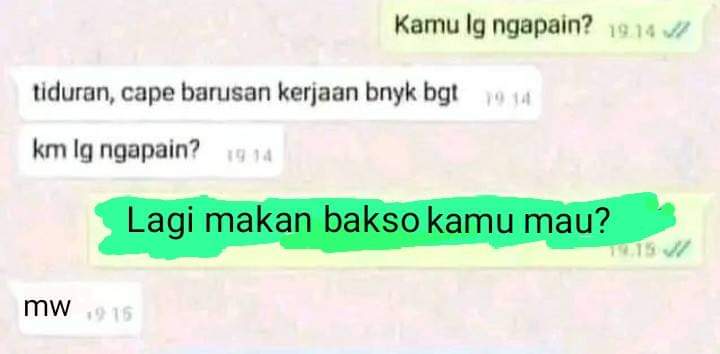 Kamu lg ngapain? 19.14
tiduran, cape barusan kerjaan bnyk bgt 19 14
km lg ngapain? 19 14
Lagi makan bakso kamu mau?
19.15
mw 19 15